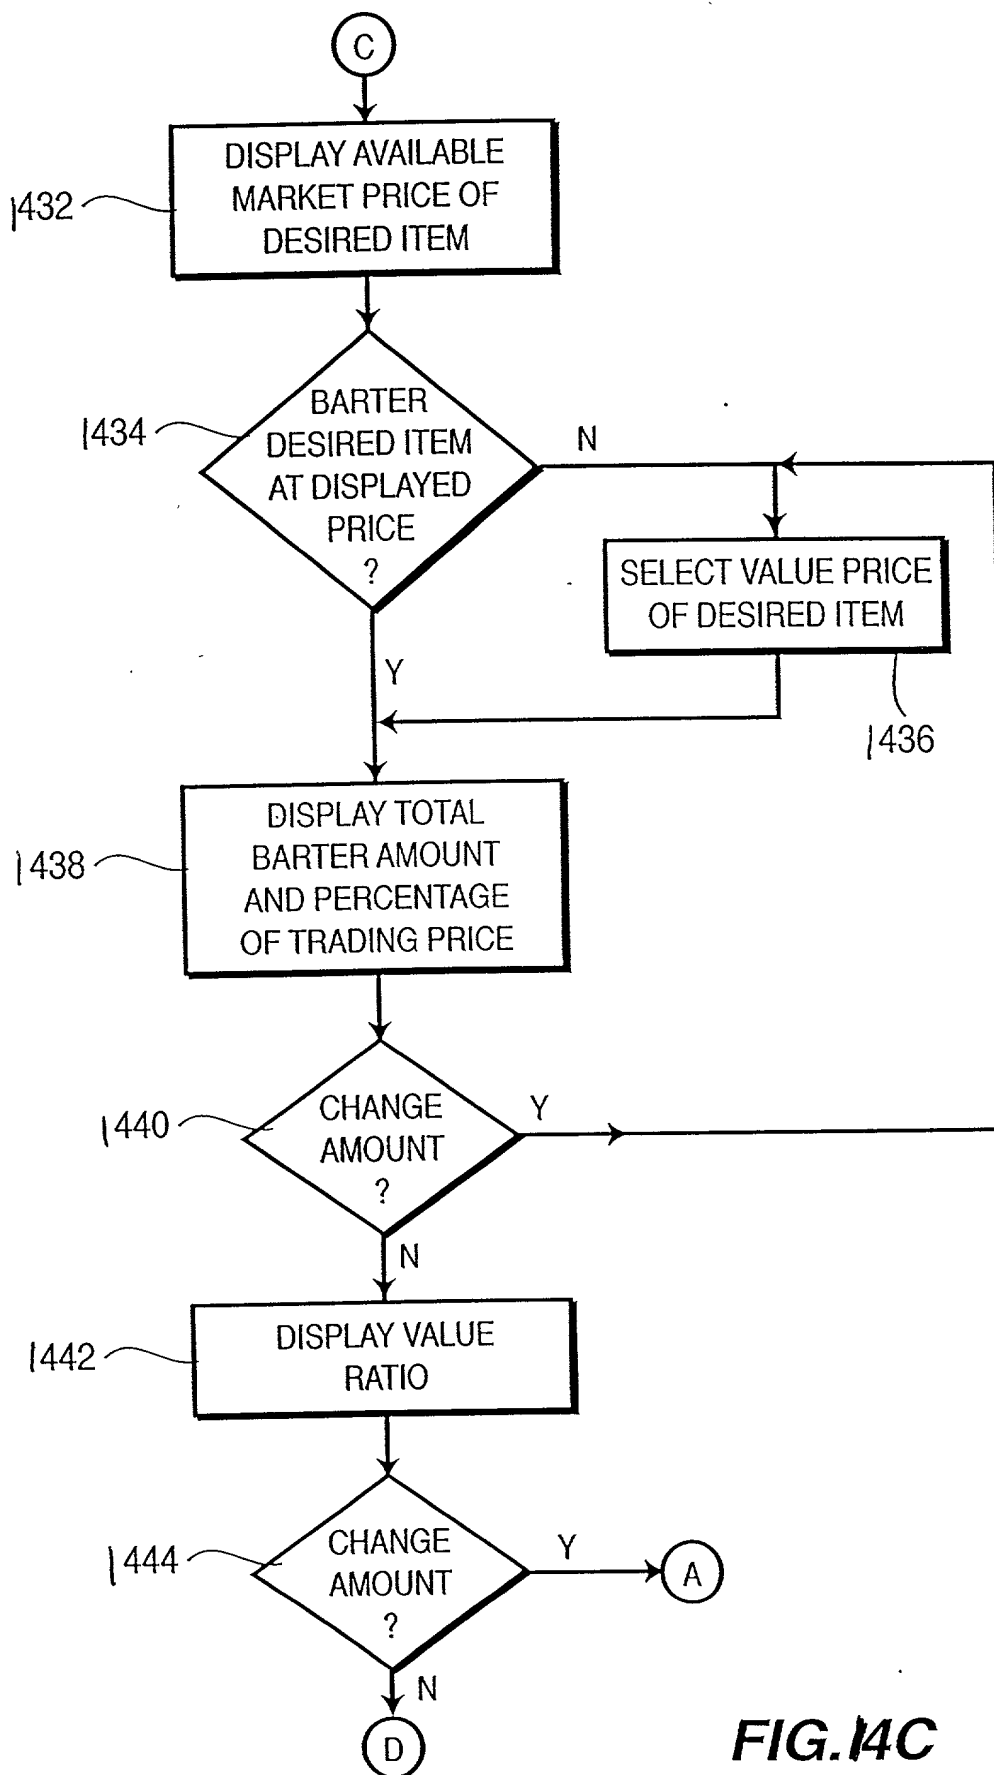 C
DISPLAY AVAILABLE
MARKET PRICE OF
DESIRED ITEM
1432
BARTER
DESIRED ITEM
AT DISPLAYED
PRICE
?
1434
N
SELECT VALUE PRICE
OF DESIRED ITEM
1436
Y
DISPLAY TOTAL
BARTER AMOUNT
AND PERCENTAGE
OF TRADING PRICE
1438
CHANGE
AMOUNT
?
1440
Y
N
DISPLAY VALUE
RATIO
1442
CHANGE
AMOUNT
?
1444
Y
A
N
D
FIG. 14C